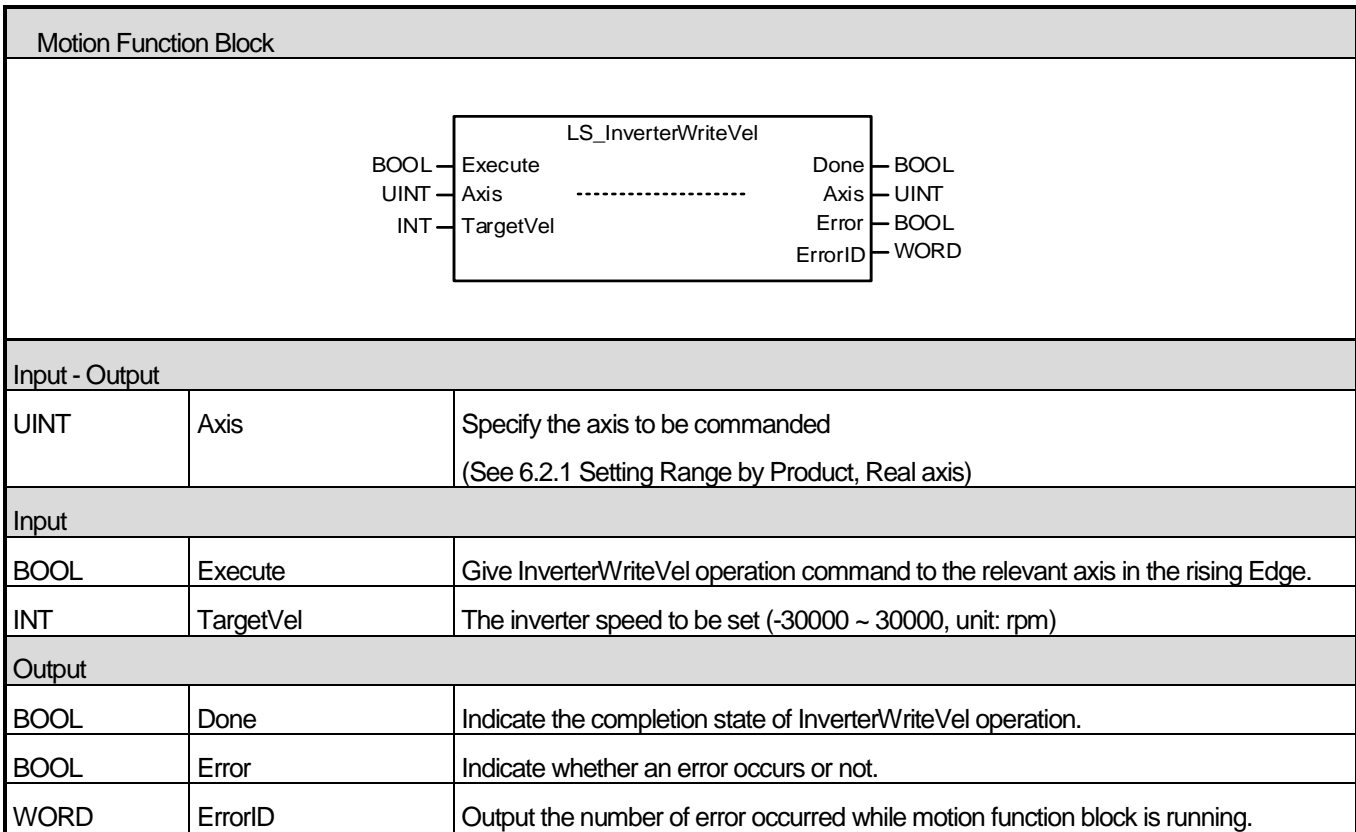 Motion Function Block
LS_InverterWriteVel
BOOL Execute Done BOOL
UINT Axis Axis UINT
INT TargetVel Error BOOL
ErrorID WORD
Input - Output
UINT Axis Specify the axis to be commanded
(See 6.2.1 Setting Range by Product, Real axis)
Input
BOOL Execute Give InverterWriteVel operation command to the relevant axis in the rising Edge.
INT TargetVel The inverter speed to be set (-30000 ~ 30000, unit: rpm)
Output
BOOL Done Indicate the completion state of InverterWriteVel operation.
BOOL Error Indicate whether an error occurs or not.
WORD ErrorID Output the number of error occurred while motion function block is running.